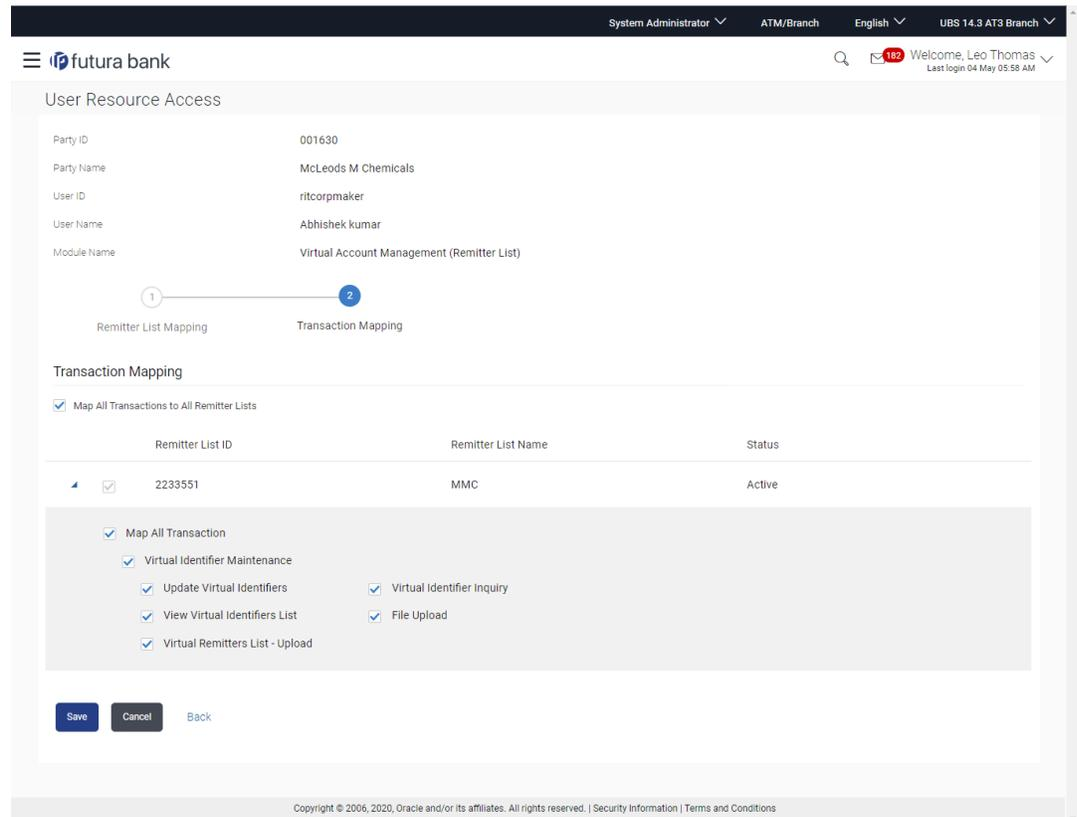 System Administrator ATM/Branch English UBS 14.3 AT3 Branch
futura bank 182 Welcome, Leo Thomas
Last login 04 May 05:58 AM
User Resource Access
Party ID 001630
Party Name McLeods M Chemicals
User ID ritcorpmaker
User Name Abhishek kumar
Module Name Virtual Account Management (Remitter List)
1 2
Remitter List Mapping Transaction Mapping
Transaction Mapping
Map All Transactions to All Remitter Lists
Remitter List ID Remitter List Name Status
2233551 MMC Active
Map All Transaction
Virtual Identifier Maintenance
Update Virtual Identifiers Virtual Identifier Inquiry
View Virtual Identifiers List File Upload
Virtual Remitters List - Upload
Save Cancel Back
Copyright © 2006, 2020, Oracle and/or its affiliates. All rights reserved. | Security Information | Terms and Conditions